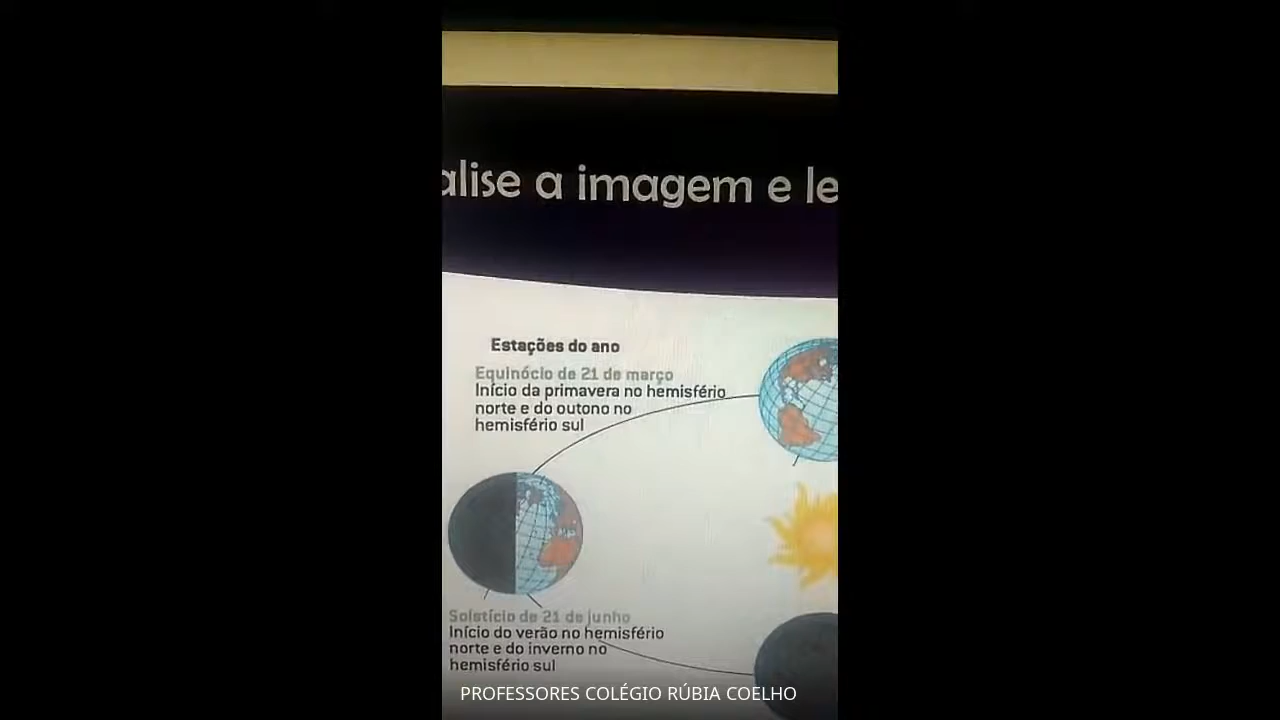 alise a imagem e le
Estações do ano
Equinócio de 21 de março
Início da primavera no hemisfério
norte e do outono no
hemisfério sul
Solstício de 21 de junho
Início do verão no hemisfério
norte e do inverno no
hemisfério sul
PROFESSORES COLÉGIO RÚBIA COELHO